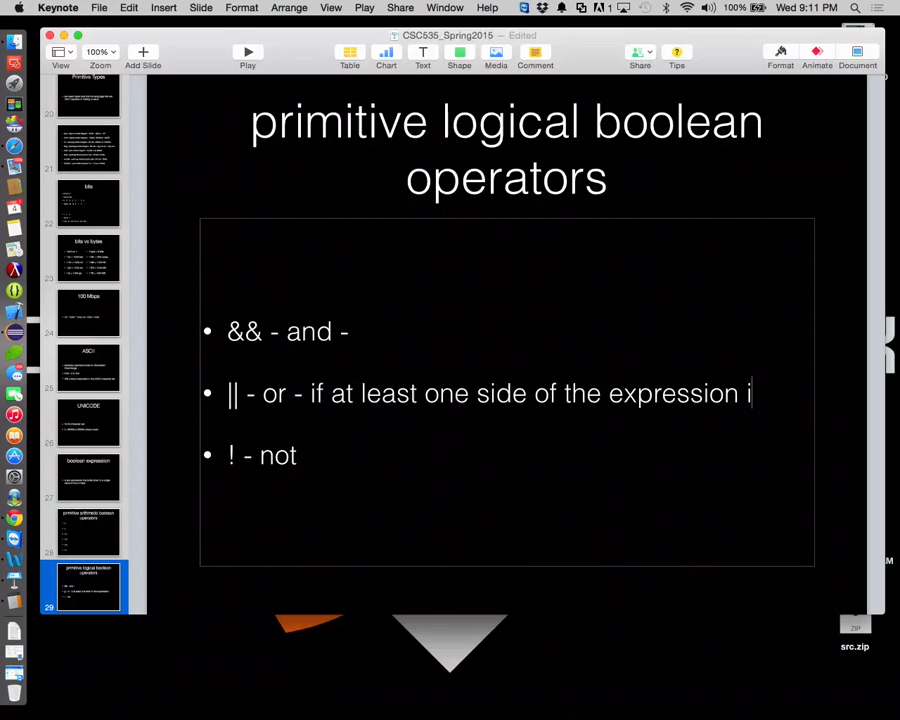 Keynote File Edit Insert Slide Format Arrange View Play Share Window Help 1 100% Wed 9:11 PM
CSC535_Spring2015 — Edited
100%
View Zoom Add Slide Play Table Chart Text Shape Media Comment Share Tips Format Animate Document
Primitive Types
20
21
bits
22
bits vs bytes
23
100 Mbps
24
ASCII
25
UNICODE
26
boolean expression
27
primitive arithmetic boolean
operators
28
primitive logical boolean
operators
29
primitive logical boolean
operators
• && - and -
• || - or - if at least one side of the expression i
• ! - not
4
ZIP
src.zip